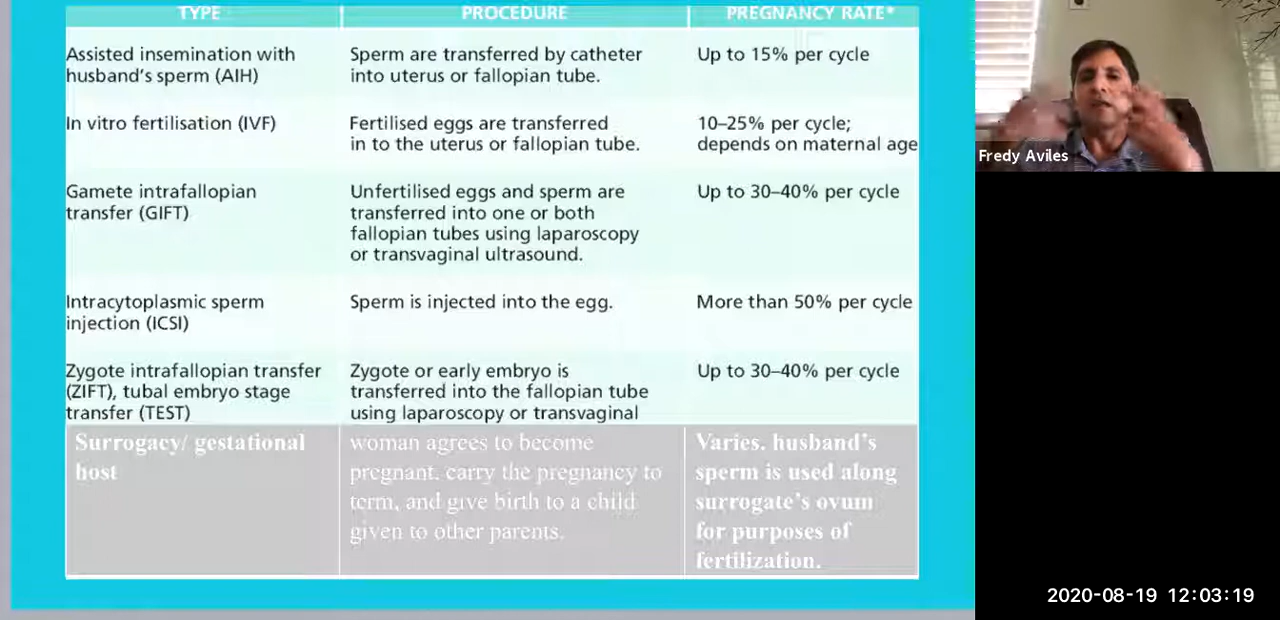 TYPE PROCEDURE PREGNANCY RATE*
Assisted insemination with
husband's sperm (AIH)
Sperm are transferred by catheter
into uterus or fallopian tube.
Up to 15% per cycle
In vitro fertilisation (IVF)
Fertilised eggs are transferred
in to the uterus or fallopian tube.
10–25% per cycle;
depends on maternal age
Gamete intrafallopian
transfer (GIFT)
Unfertilised eggs and sperm are
transferred into one or both
fallopian tubes using laparoscopy
or transvaginal ultrasound.
Up to 30–40% per cycle
Intracytoplasmic sperm
injection (ICSI)
Sperm is injected into the egg.
More than 50% per cycle
Zygote intrafallopian transfer
(ZIFT), tubal embryo stage
transfer (TEST)
Zygote or early embryo is
transferred into the fallopian tube
using laparoscopy or transvaginal
Up to 30–40% per cycle
Surrogacy/ gestational
host
woman agrees to become
pregnant, carry the pregnancy to
term, and give birth to a child
given to other parents.
Varies. husband's
sperm is used along
surrogate's ovum
for purposes of
fertilization.
Fredy Aviles
2020-08-19 12:03:19